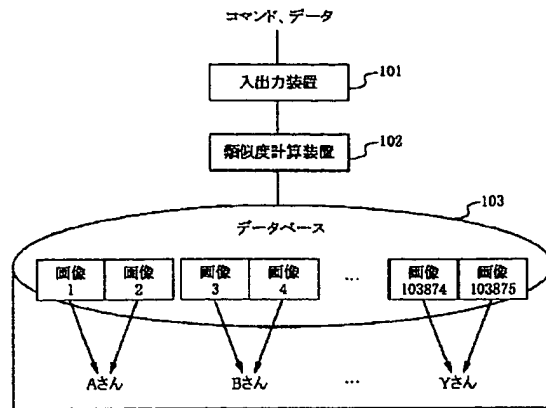 コマンド、データ
入出力装置
101
類似度計算装置
102
103
データベース
画像 画像 画像 画像 ... 画像 画像
1 2 3 4 103874 103875
Aさん Bさん ... Yさん